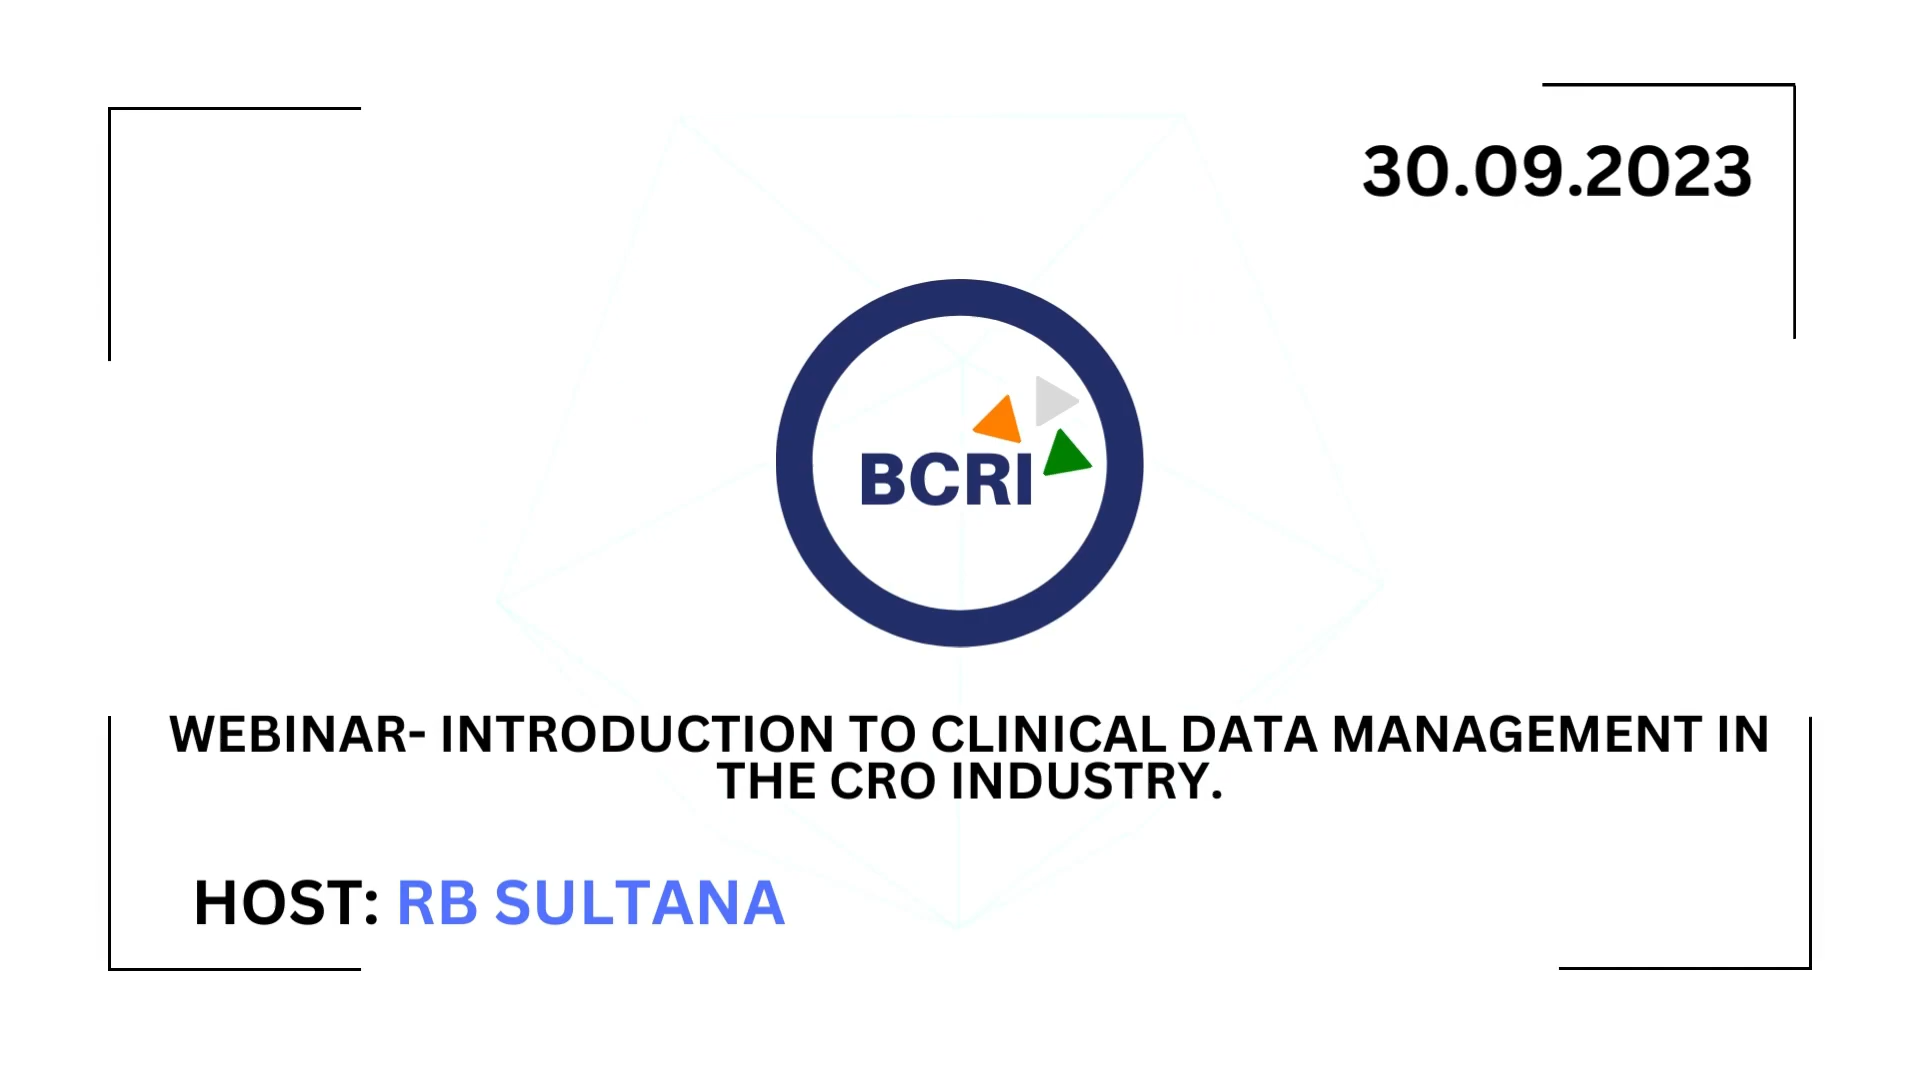 30.09.2023
BCRI
WEBINAR- INTRODUCTION TO CLINICAL DATA MANAGEMENT IN
THE CRO INDUSTRY.
HOST: RB SULTANA